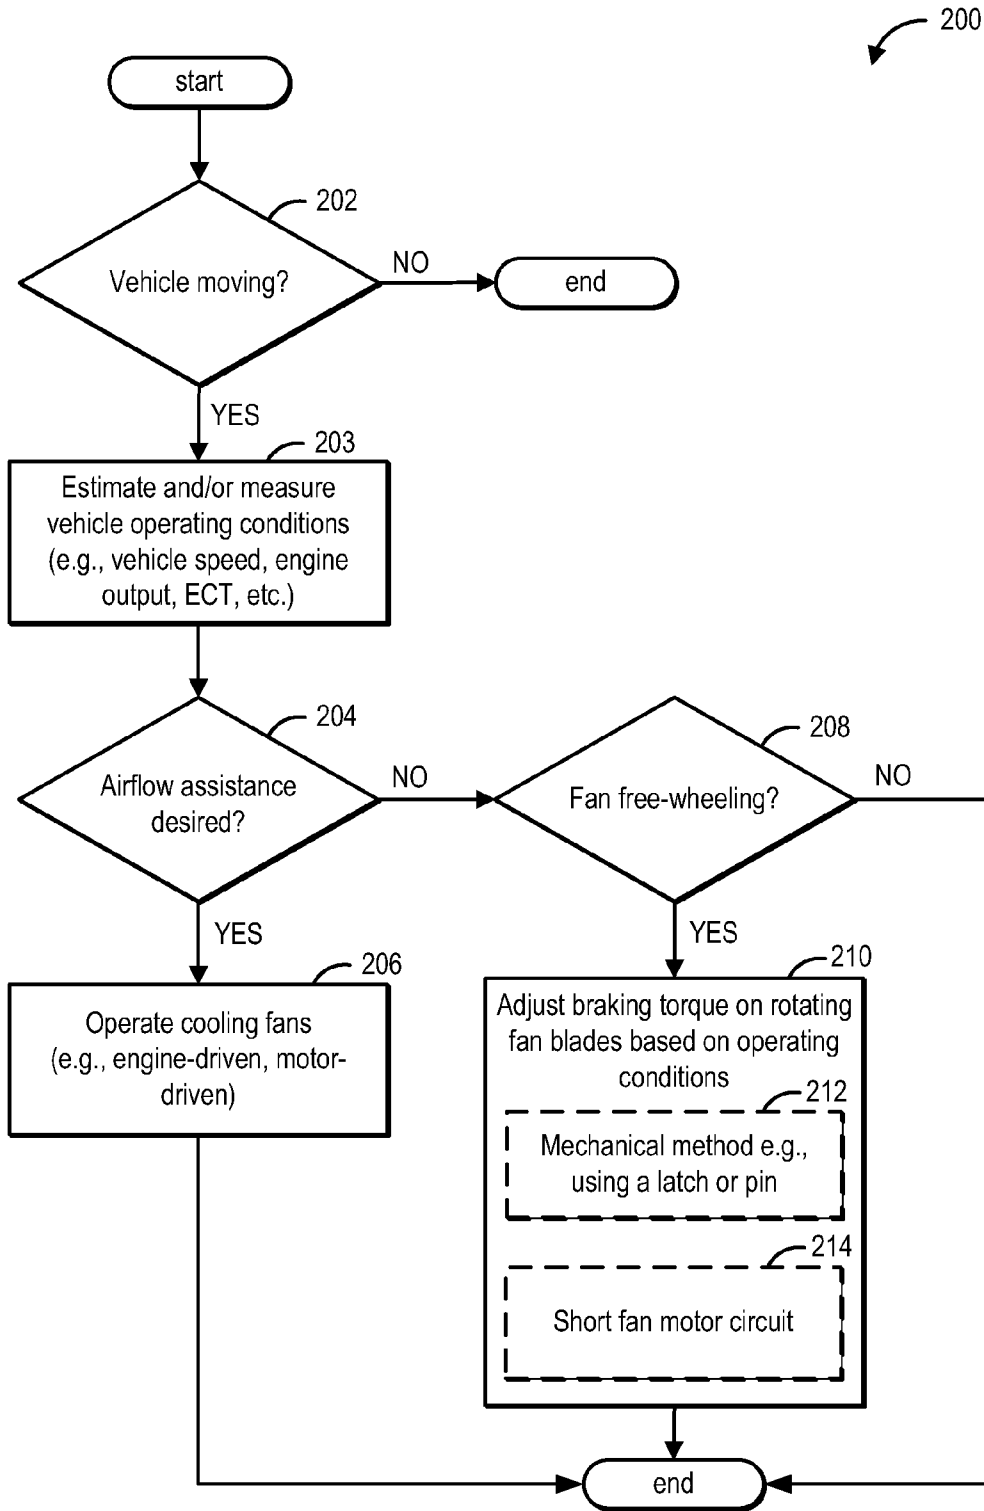 200
start
202
Vehicle moving?
NO
end
YES
203
Estimate and/or measure
vehicle operating conditions
(e.g., vehicle speed, engine
output, ECT, etc.)
204
Airflow assistance
desired?
NO
208
Fan free-wheeling?
NO
YES
206
Operate cooling fans
(e.g., engine-driven, motor-
driven)
YES
210
Adjust braking torque on rotating
fan blades based on operating
conditions
212
Mechanical method e.g.,
using a latch or pin
214
Short fan motor circuit
end